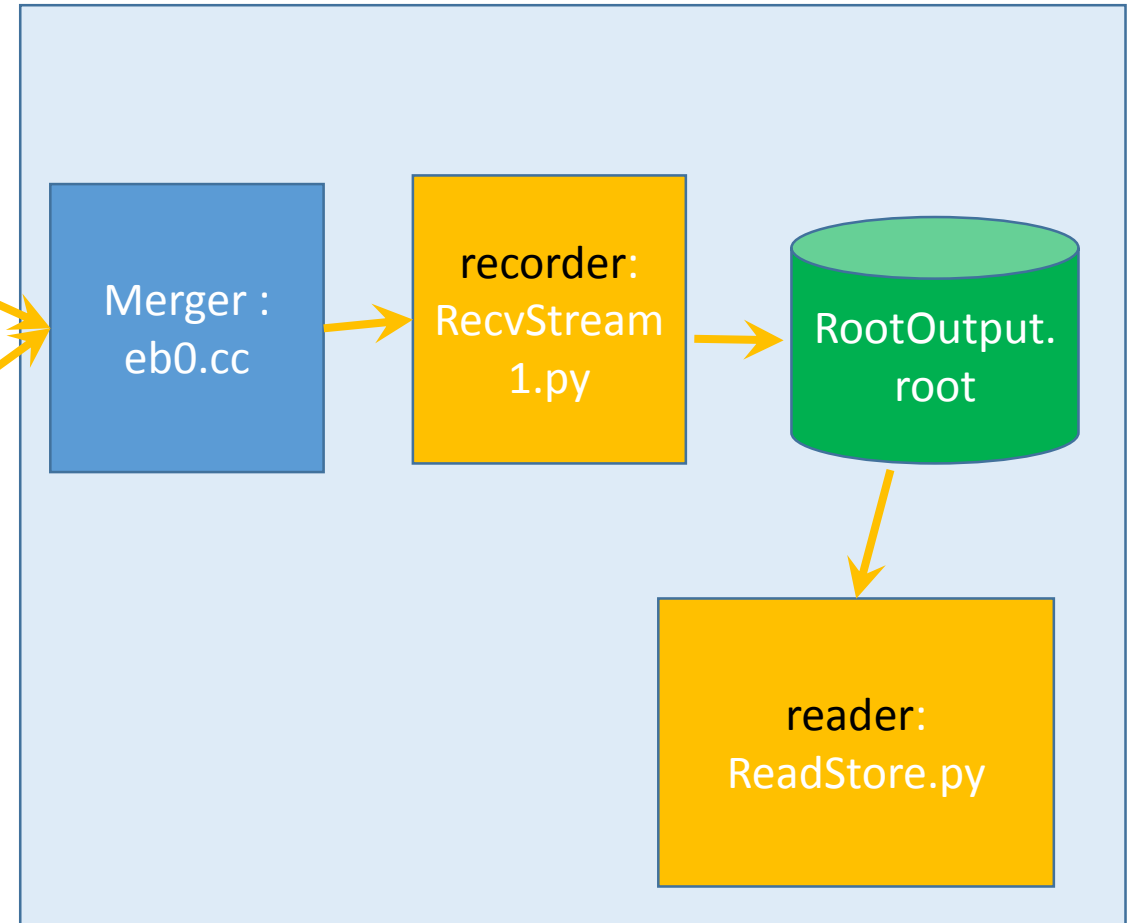 Merger :
eb0.cc
recorder:
RecvStream
1.py
RootOutput.
root
reader:
ReadStore.py